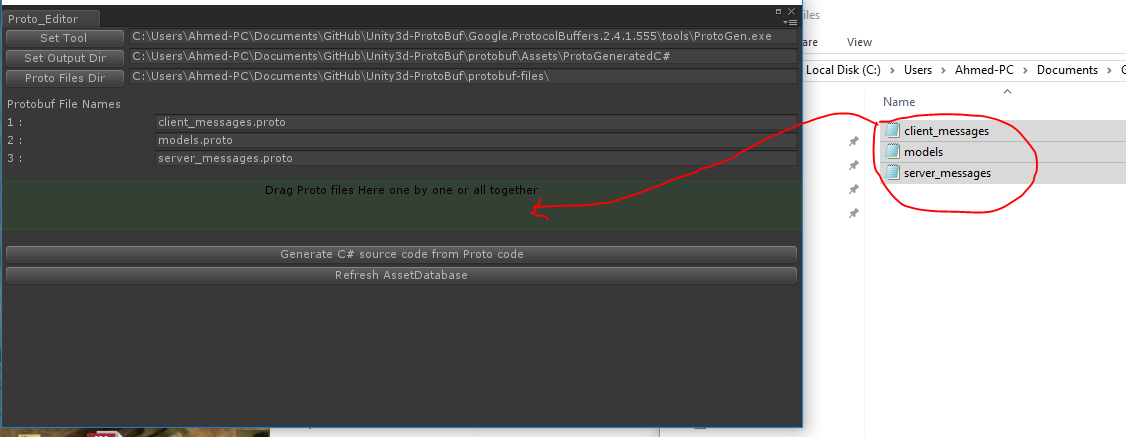 Proto_Editor
Set Tool C:\Users\Ahmed-PC\Documents\GitHub\Unity3d-ProtoBuf\Google.ProtocolBuffers.2.4.1.555\tools\ProtoGen.exe
Set Output Dir C:\Users\Ahmed-PC\Documents\GitHub\Unity3d-ProtoBuf\protobuf\Assets\ProtoGeneratedC#
Proto Files Dir C:\Users\Ahmed-PC\Documents\GitHub\Unity3d-ProtoBuf\protobuf-files\
Protobuf File Names
1 : client_messages.proto
2 : models.proto
3 : server_messages.proto
Drag Proto files Here one by one or all together
Generate C# source code from Proto code
Refresh AssetDatabase
View
Local Disk (C:) > Users > Ahmed-PC > Documents >
Name
client_messages
models
server_messages